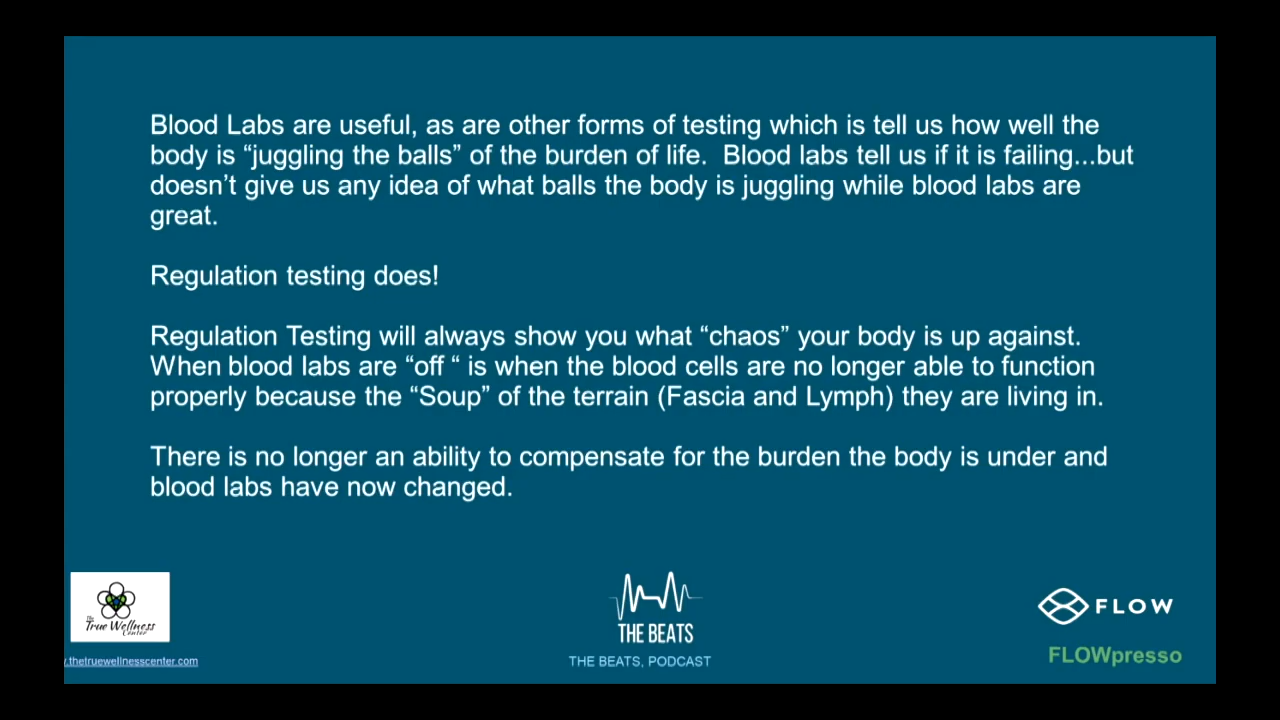 Blood Labs are useful, as are other forms of testing which is tell us how well the
body is “juggling the balls” of the burden of life.  Blood labs tell us if it is failing...but
doesn’t give us any idea of what balls the body is juggling while blood labs are
great.
Regulation testing does!
Regulation Testing will always show you what “chaos” your body is up against.
When blood labs are “off “ is when the blood cells are no longer able to function
properly because the “Soup” of the terrain (Fascia and Lymph) they are living in.
There is no longer an ability to compensate for the burden the body is under and
blood labs have now changed.
The
True Wellness
Center
.thetruewellnesscenter.com
THE BEATS
THE BEATS, PODCAST
FLOW
FLOWpresso